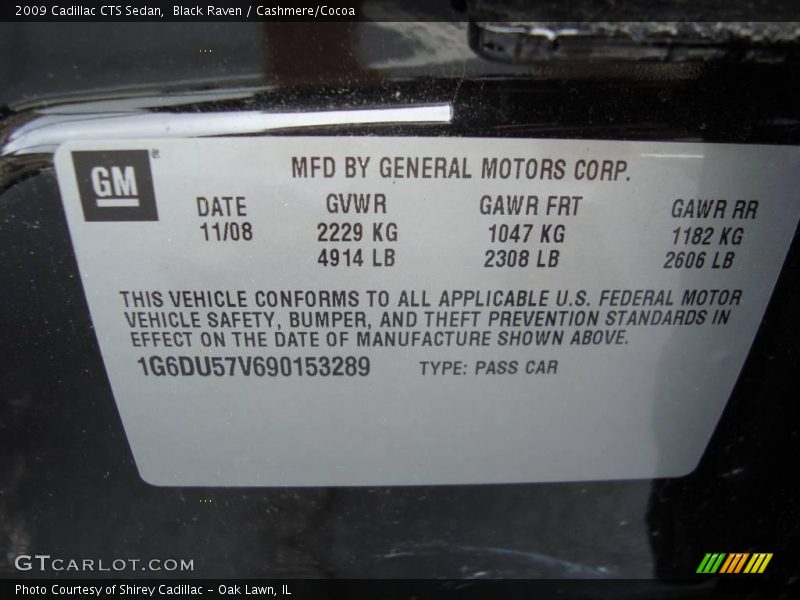 2009 Cadillac CTS Sedan,  Black Raven / Cashmere/Cocoa
GM®
MFD BY GENERAL MOTORS CORP.
DATE GVWR GAWR FRT GAWR RR
11/08 2229 KG 1047 KG 1182 KG
4914 LB 2308 LB 2606 LB
THIS VEHICLE CONFORMS TO ALL APPLICABLE U.S. FEDERAL MOTOR
VEHICLE SAFETY, BUMPER, AND THEFT PREVENTION STANDARDS IN
EFFECT ON THE DATE OF MANUFACTURE SHOWN ABOVE.
1G6DU57V690153289 TYPE: PASS CAR
GTCARLOT.COM
Photo Courtesy of Shirey Cadillac - Oak Lawn, IL